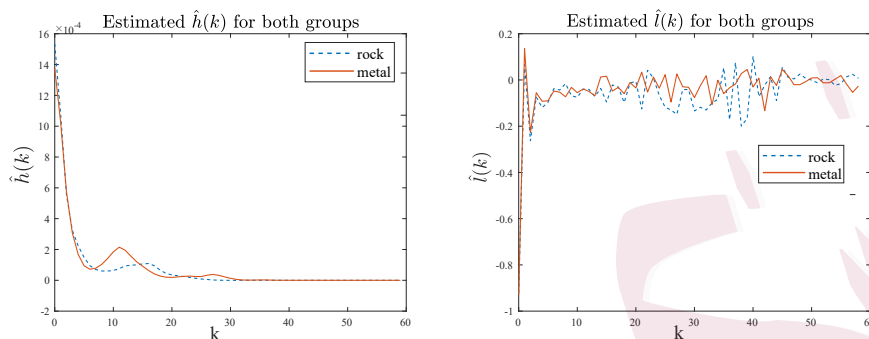 Estimated ĥ(k) for both groups
16 ×10⁻⁴
14
12
10
8
6
4
2
0
-2
0 10 20 30 40 50 60
ĥ(k)
k
rock
metal
Estimated l̂(k) for both groups
0.2
0
-0.2
-0.4
-0.6
-0.8
-1
0 10 20 30 40 50
l̂(k)
k
rock
metal